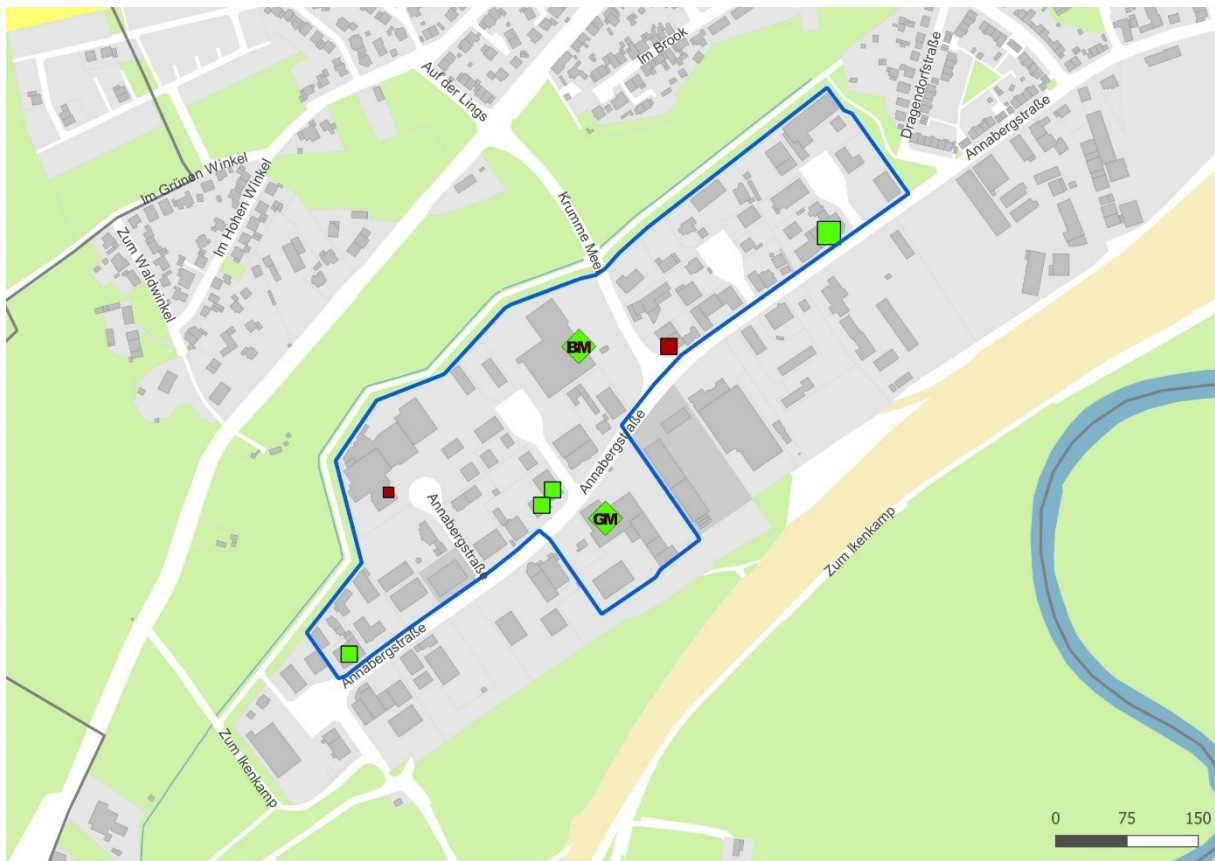 Im Brook
Auf der Lings
Dragendorfstraße
Annabergstraße
Im Grünen Winkel
Im Hohen Winkel
Zum Waldwinkel
Krumme Mee
BM
Annabergstraße
Annabergstraße
GM
Zum Ikenkamp
Annabergstraße
Zum Ikenkamp
0 75 150